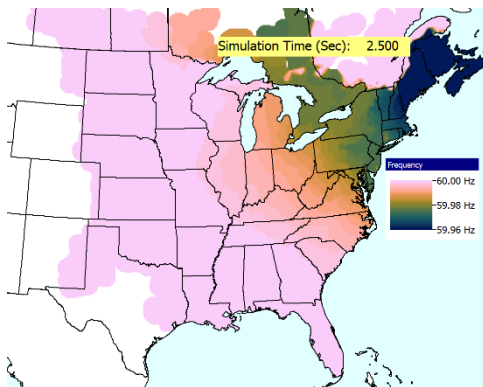 Simulation Time (Sec): 2.500
Frequency
60.00 Hz
59.98 Hz
59.96 Hz